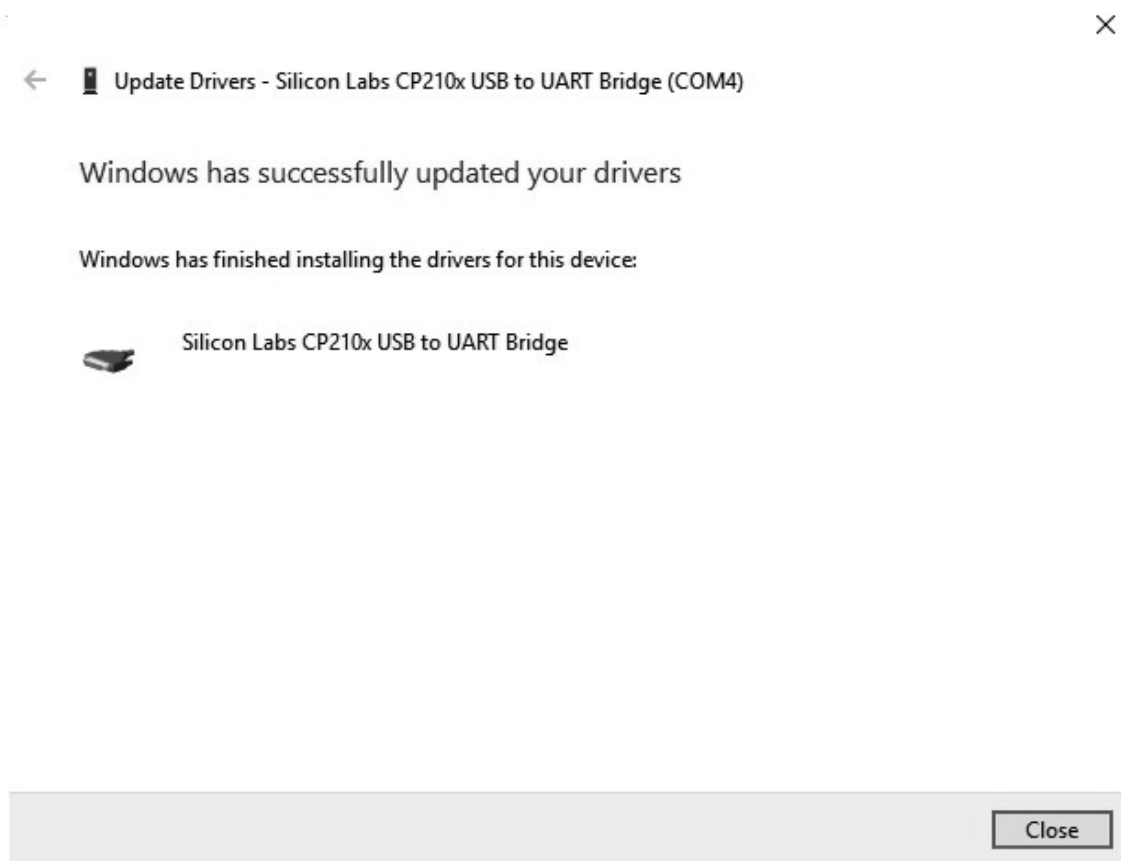 Update Drivers - Silicon Labs CP210x USB to UART Bridge (COM4)
Windows has successfully updated your drivers
Windows has finished installing the drivers for this device:
Silicon Labs CP210x USB to UART Bridge
Close